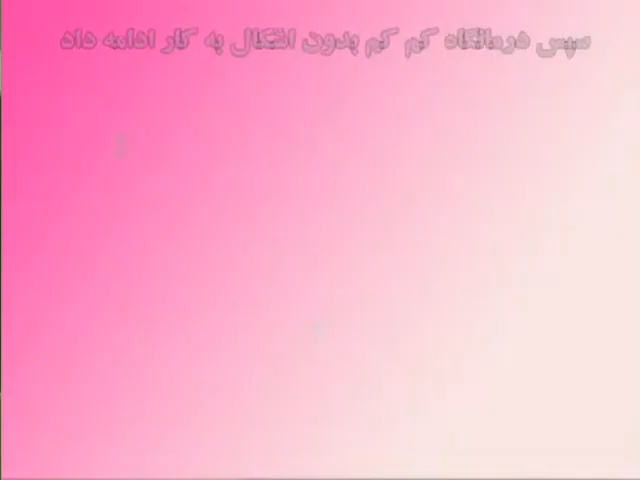 سپس درمانگاه کم کم بدون اشکال به کار ادامه داد